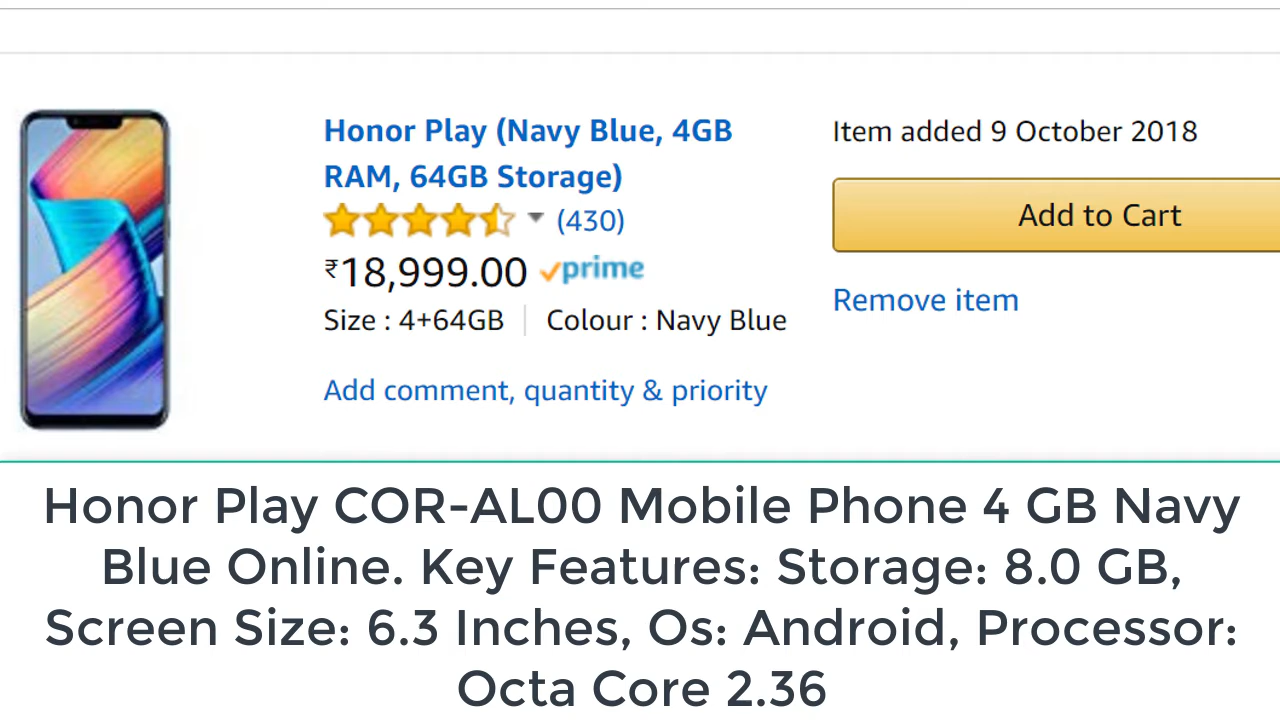 Honor Play (Navy Blue, 4GB
RAM, 64GB Storage)
(430)
₹18,999.00 prime
Size : 4+64GB Colour : Navy Blue
Add comment, quantity & priority
Item added 9 October 2018
Add to Cart
Remove item
Honor Play COR-AL00 Mobile Phone 4 GB Navy
Blue Online. Key Features: Storage: 8.0 GB,
Screen Size: 6.3 Inches, Os: Android, Processor:
Octa Core 2.36